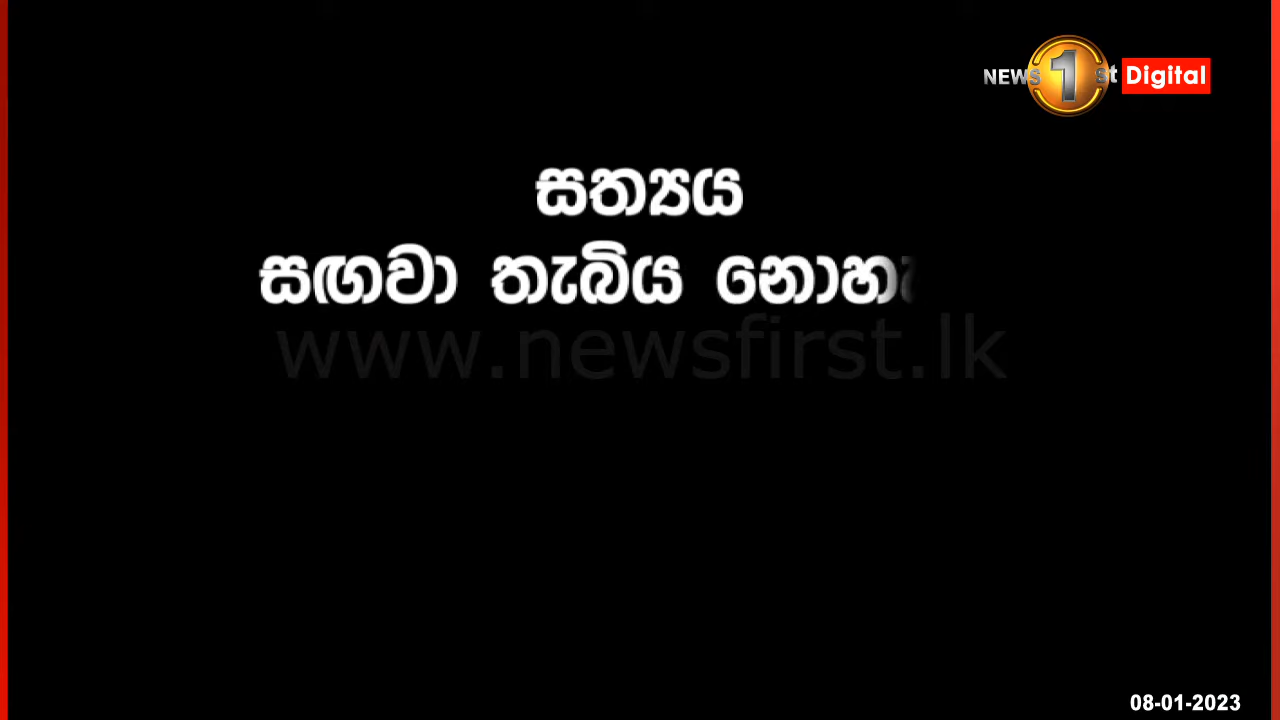 NEWS 1st Digital
සත්‍යය
සඟවා තැබිය නොහැ
www.newsfirst.lk
08-01-2023